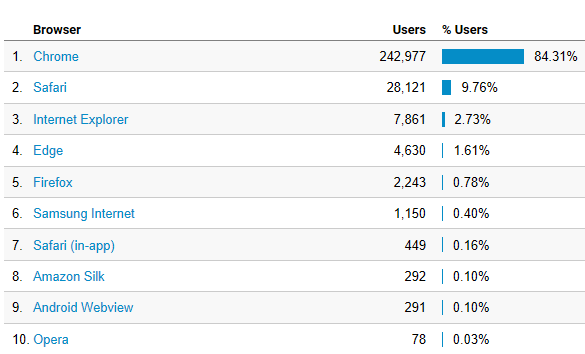 Browser Users % Users
1. Chrome 242,977 84.31%
2. Safari 28,121 9.76%
3. Internet Explorer 7,861 2.73%
4. Edge 4,630 1.61%
5. Firefox 2,243 0.78%
6. Samsung Internet 1,150 0.40%
7. Safari (in-app) 449 0.16%
8. Amazon Silk 292 0.10%
9. Android Webview 291 0.10%
10. Opera 78 0.03%